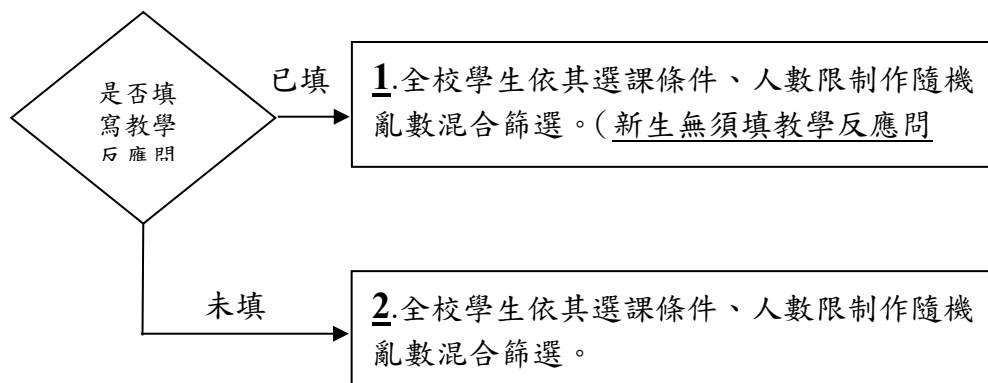 是否填
寫教學
反應問
已填
1.全校學生依其選課條件、人數限制作隨機
亂數混合篩選。(新生無須填教學反應問
未填
2.全校學生依其選課條件、人數限制作隨機
亂數混合篩選。